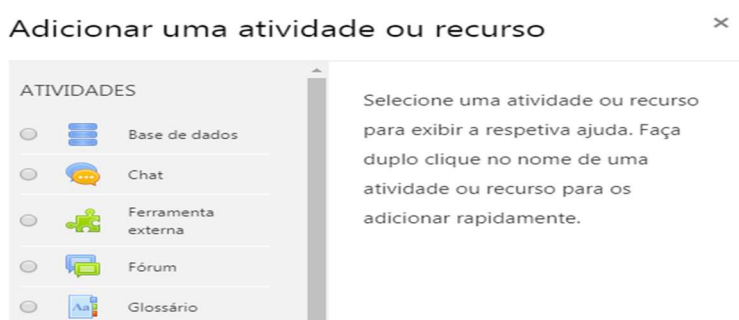 Adicionar uma atividade ou recurso
×
ATIVIDADES
Base de dados
Chat
Ferramenta
externa
Fórum
Glossário
Selecione uma atividade ou recurso
para exibir a respetiva ajuda. Faça
duplo clique no nome de uma
atividade ou recurso para os
adicionar rapidamente.